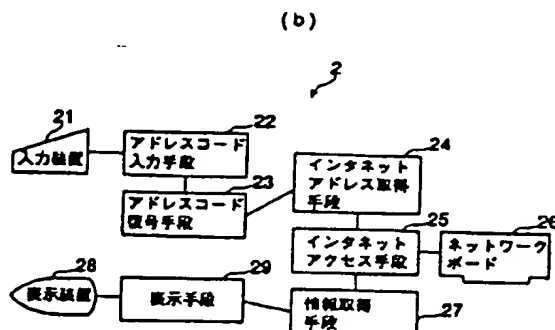 (b)
2
21
入力装置
22
アドレスコード
入力手段
23
アドレスコード
復号手段
24
インタネット
アドレス取得
手段
25
インタネット
アクセス手段
26
ネットワーク
ボード
28
表示装置
29
表示手段
情報取得
手段
27